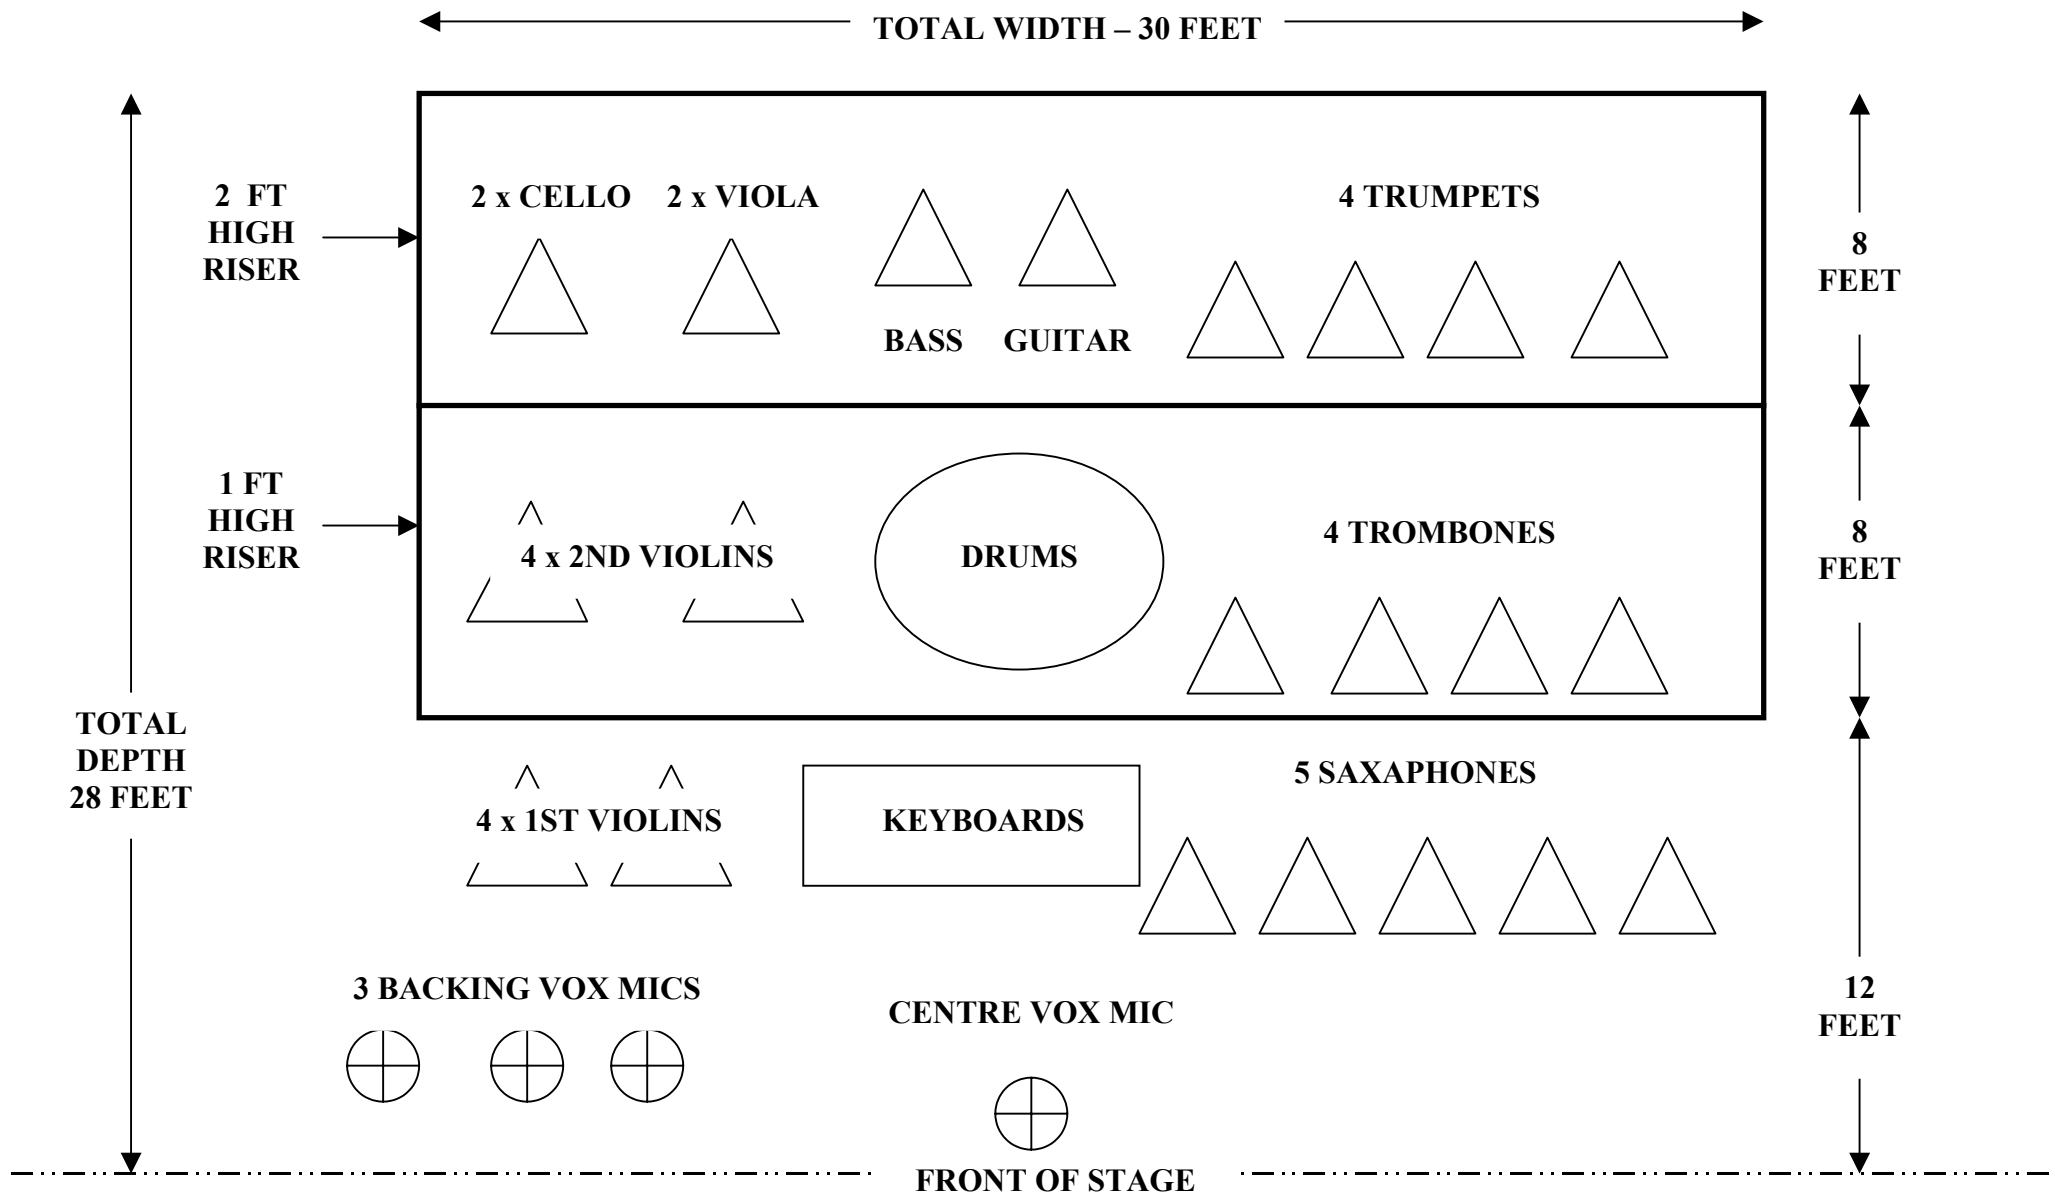 TOTAL WIDTH – 30 FEET
2 FT
HIGH
RISER
2 x CELLO
2 x VIOLA
4 TRUMPETS
8
FEET
BASS
GUITAR
1 FT
HIGH
RISER
4 x 2ND VIOLINS
DRUMS
4 TROMBONES
8
FEET
TOTAL
DEPTH
28 FEET
5 SAXAPHONES
4 x 1ST VIOLINS
KEYBOARDS
3 BACKING VOX MICS
CENTRE VOX MIC
12
FEET
FRONT OF STAGE